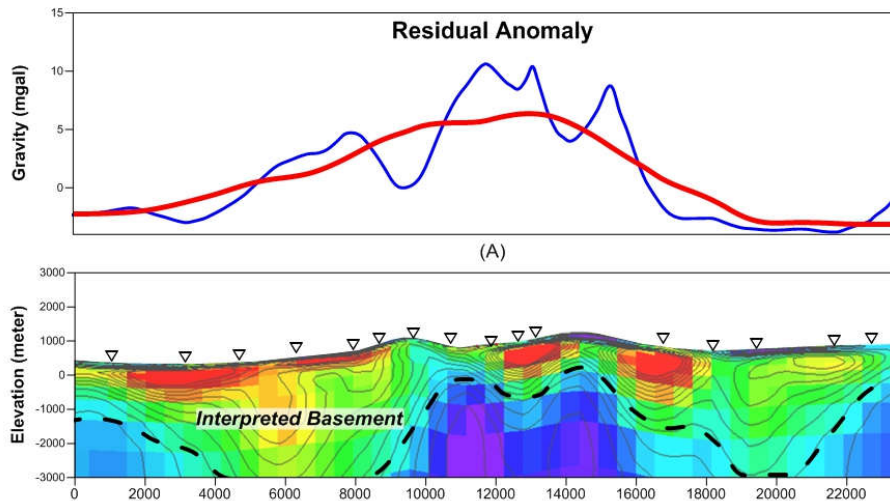 Residual Anomaly
Gravity (mgal)
15
10
5
0
(A)
Elevation (meter)
3000
2000
1000
0
-1000
-2000
-3000
Interpreted Basement
0 2000 4000 6000 8000 10000 12000 14000 16000 18000 20000 22000